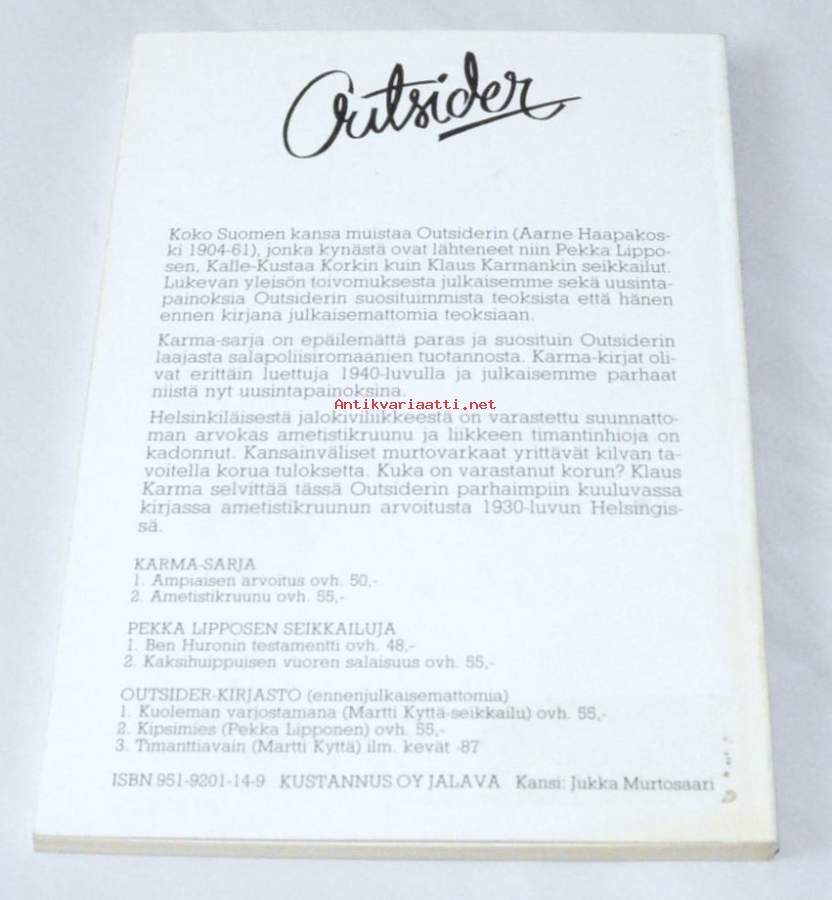 Outsider
Koko Suomen kansa muistaa Outsiderin (Aarne Haapakos-
ki 1904-61), jonka kynästä ovat lähteneet niin Pekka Lippo-
sen, Kalle-Kustaa Korkin kuin Klaus Karmankin seikkailut.
Lukevan yleisön toivomuksesta julkaisemme sekä uusinta-
painoksia Outsiderin suosituimmista teoksista että hänen
ennen kirjana julkaisemattomia teoksiaan.
Karma-sarja on epäilemättä paras ja suosituin Outsiderin
laajasta salapoliisiromaanien tuotannosta. Karma-kirjat oli-
vat erittäin luettuja 1940-luvulla ja julkaisemme parhaat
niistä nyt uusintapainoksina.
Antikvariaatti.net
Helsinkiläisestä jalokiviliikkeestä on varastettu suunnatto-
man arvokas ametistikruunu ja liikkeen timantinhioja on
kadonnut. Kansainväliset murtovarkaat yrittävät kilvan ta-
voitella korua tuloksetta. Kuka on varastanut korun? Klaus
Karma selvittää tässä Outsiderin parhaimpiin kuuluvassa
kirjassa ametistikruunun arvoitusta 1930-luvun Helsingis-
sä.
KARMA-SARJA
1. Ampiaisen arvoitus ovh. 50,-
2. Ametistikruunu ovh. 55,-
PEKKA LIPPOSEN SEIKKAILUJA
1. Ben Huronin testamentti ovh. 48,-
2. Kaksihuippuisen vuoren salaisuus ovh. 55,-
OUTSIDER-KIRJASTO (ennenjulkaisemattomia)
1. Kuoleman varjostamana (Martti Kyttä-seikkailu) ovh. 55,-
2. Kipsimies (Pekka Lipponen) ovh. 55,-
3. Timanttiavain (Martti Kyttä) ilm. kevät -87
ISBN 951-9201-14-9 KUSTANNUS OY JALAVA Kansi: Jukka Murtosaari